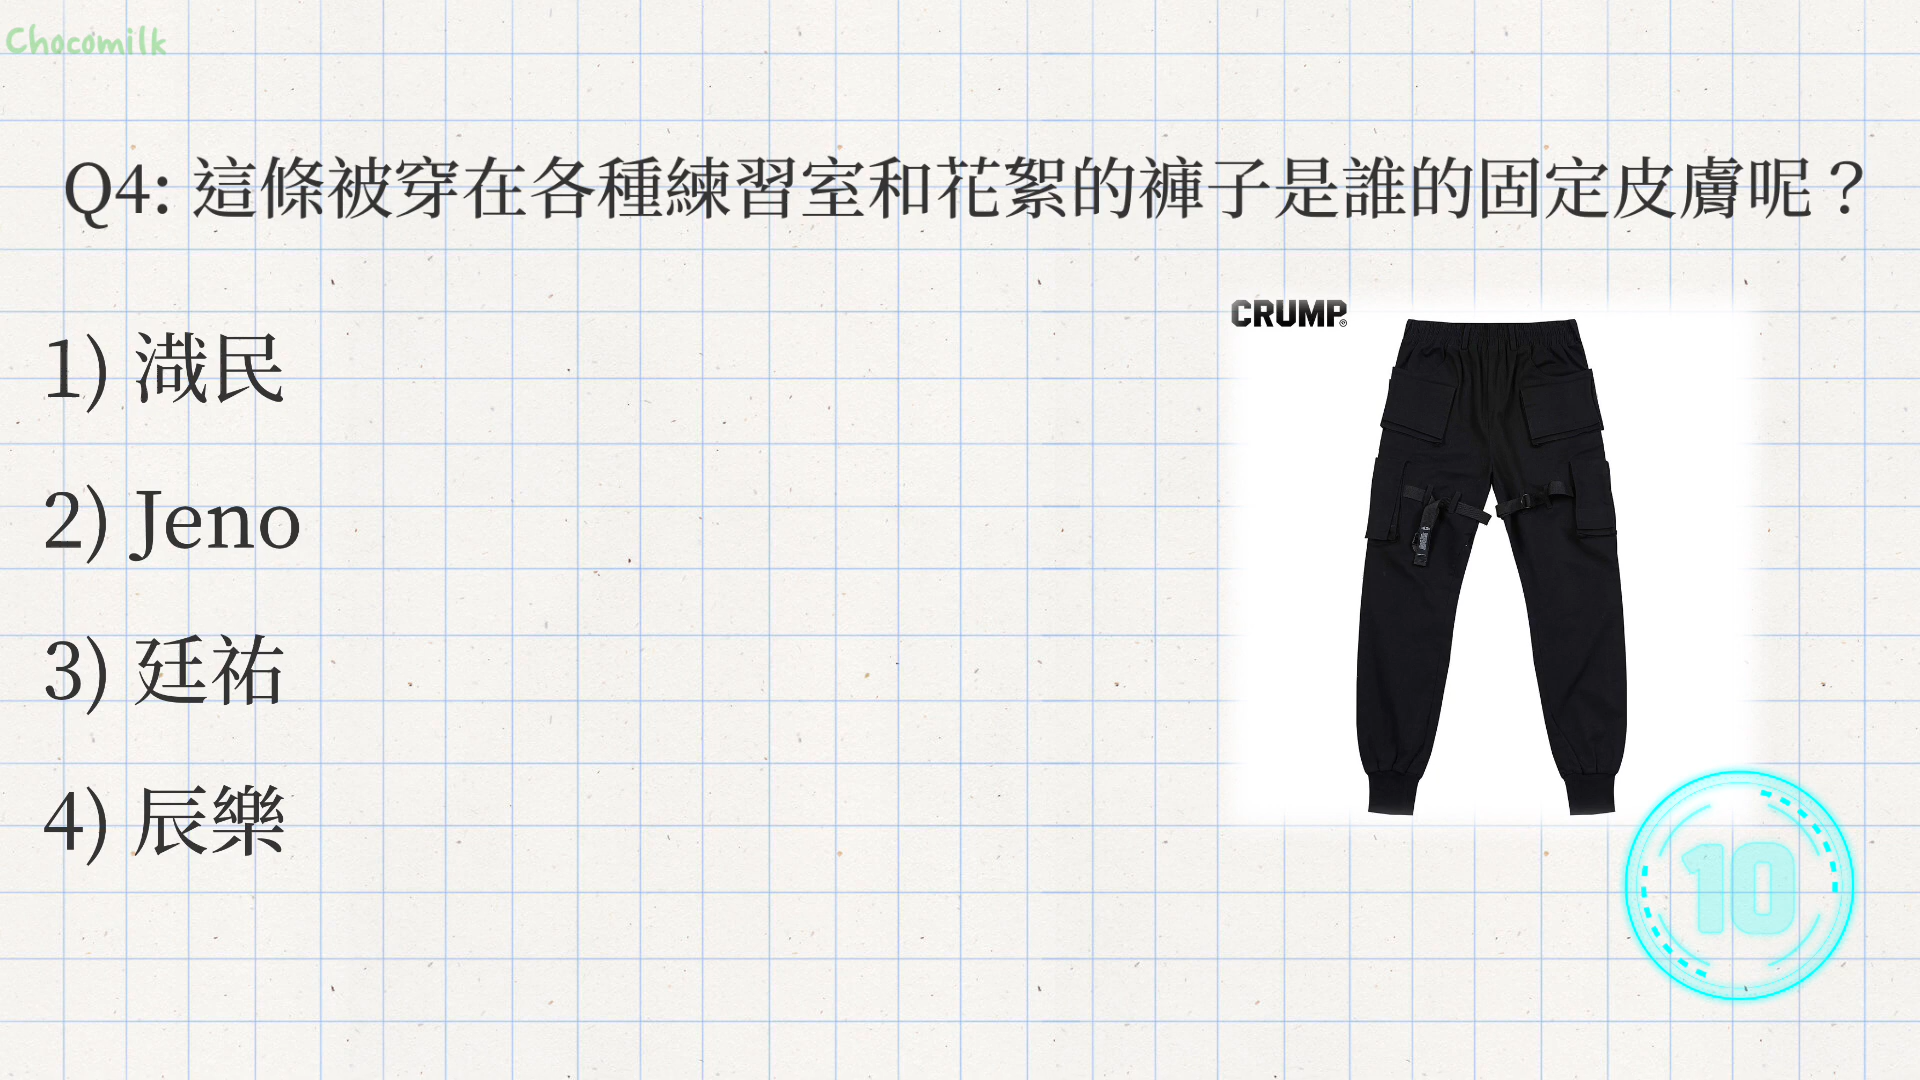 Chocomilk
Q4: 這條被穿在各種練習室和花絮的褲子是誰的固定皮膚呢？
CRUMP
1) 渽民
2) Jeno
3) 廷祐
4) 辰樂
10